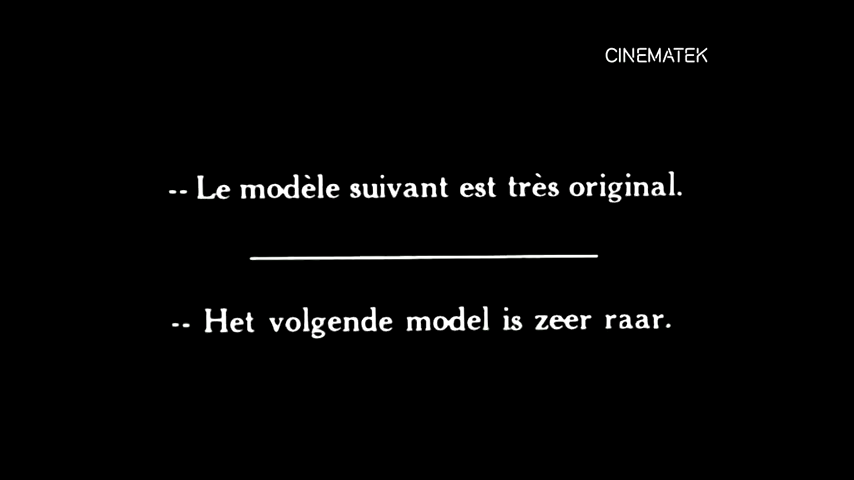 CINEMATEK
-- Le modèle suivant est très original.
-- Het volgende model is zeer raar.